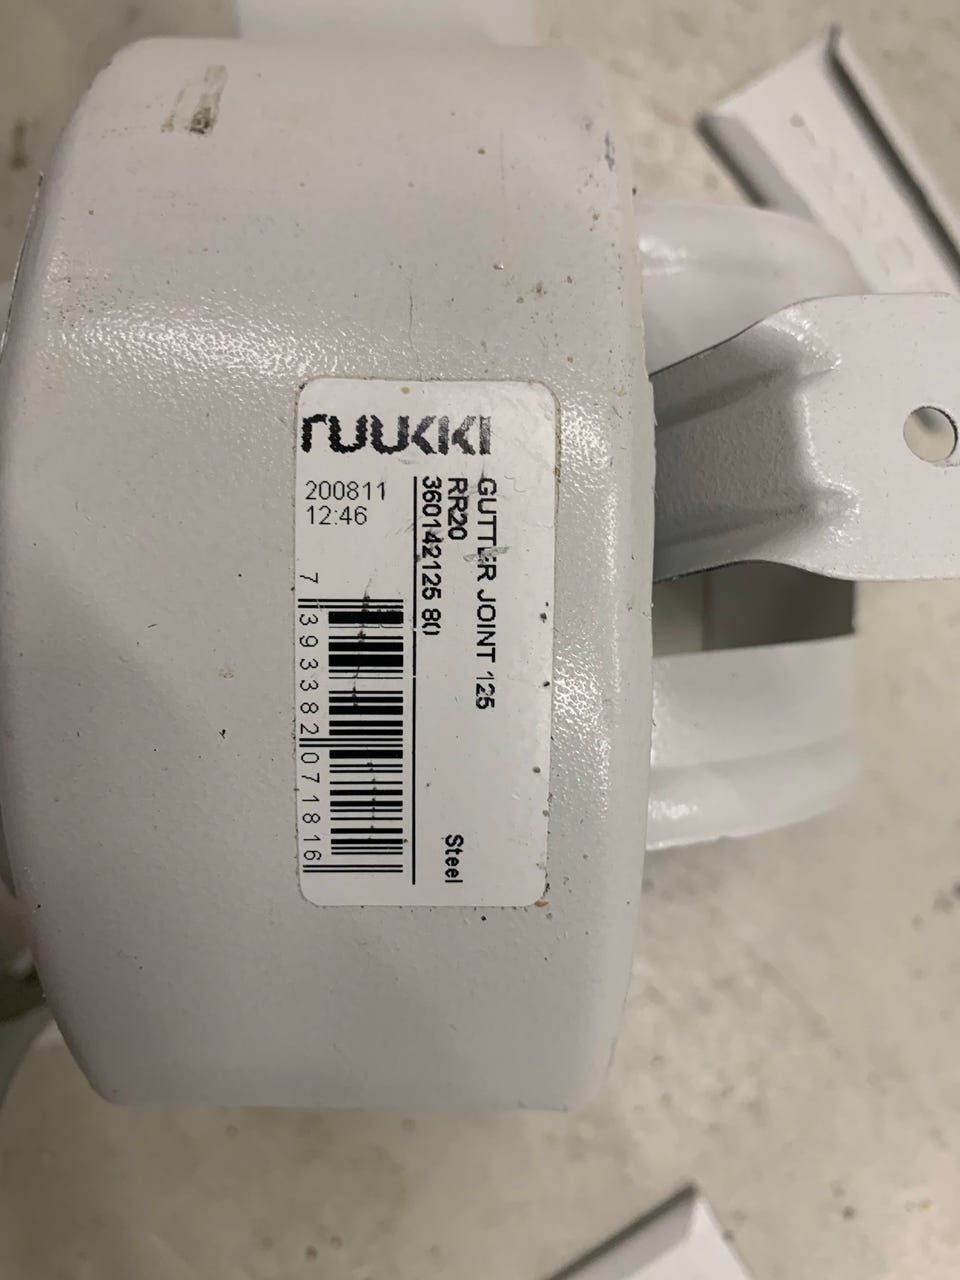 ruukki
200811
12:46
GUTTER JOINT 125
RR20
360142125 80
Steel
7 393382 071816